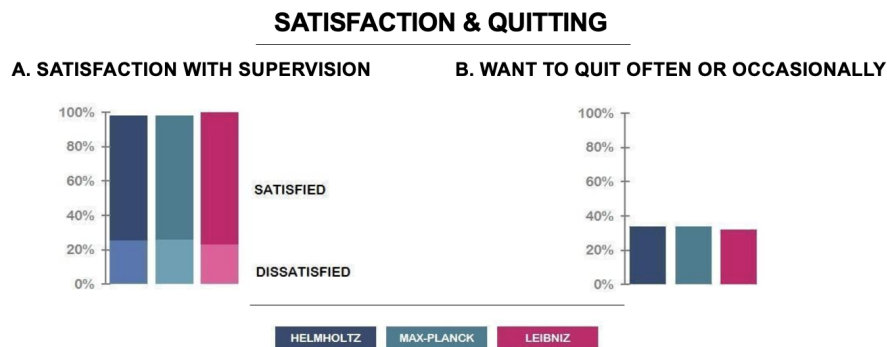 SATISFACTION & QUITTING
A. SATISFACTION WITH SUPERVISION
100%
80%
60%
40%
20%
0%
SATISFIED
DISSATISFIED
B. WANT TO QUIT OFTEN OR OCCASIONALLY
100%
80%
60%
40%
20%
0%
HELMHOLTZ MAX-PLANCK LEIBNIZ